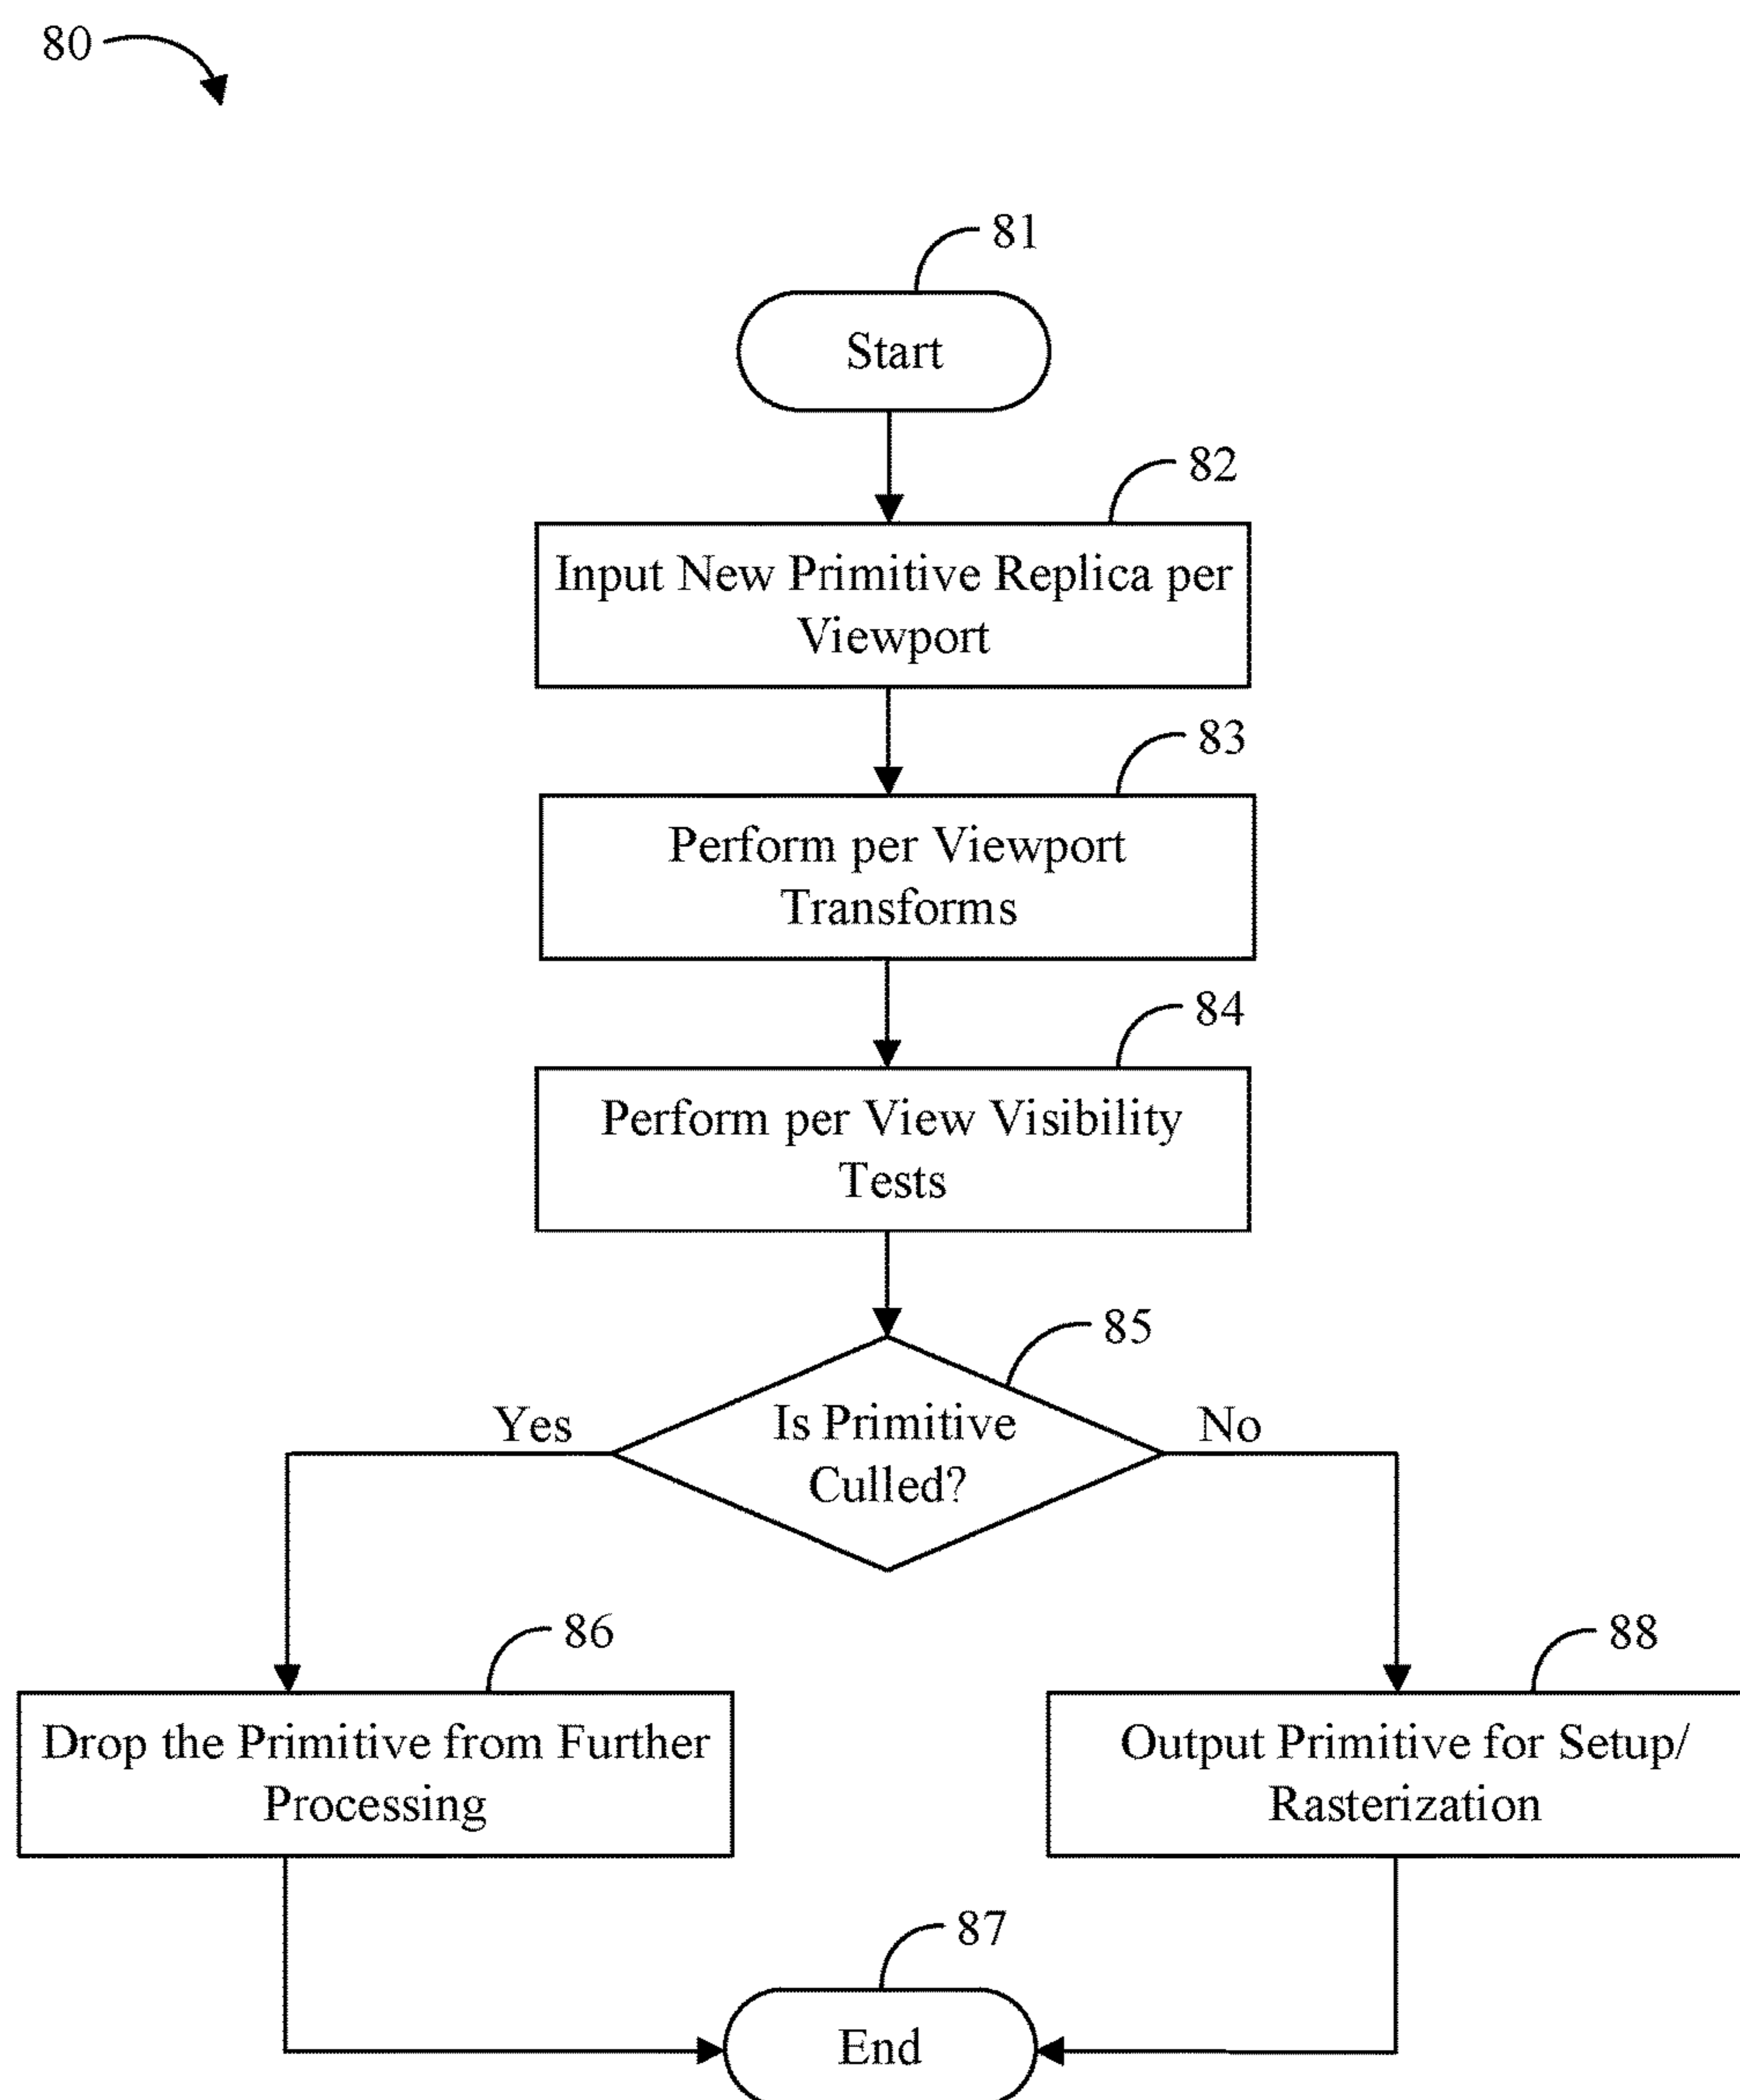 80
81
Start
82
Input New Primitive Replica per
Viewport
83
Perform per Viewport
Transforms
84
Perform per View Visibility
Tests
85
Is Primitive
Culled?
Yes
No
86
Drop the Primitive from Further
Processing
88
Output Primitive for Setup/
Rasterization
87
End